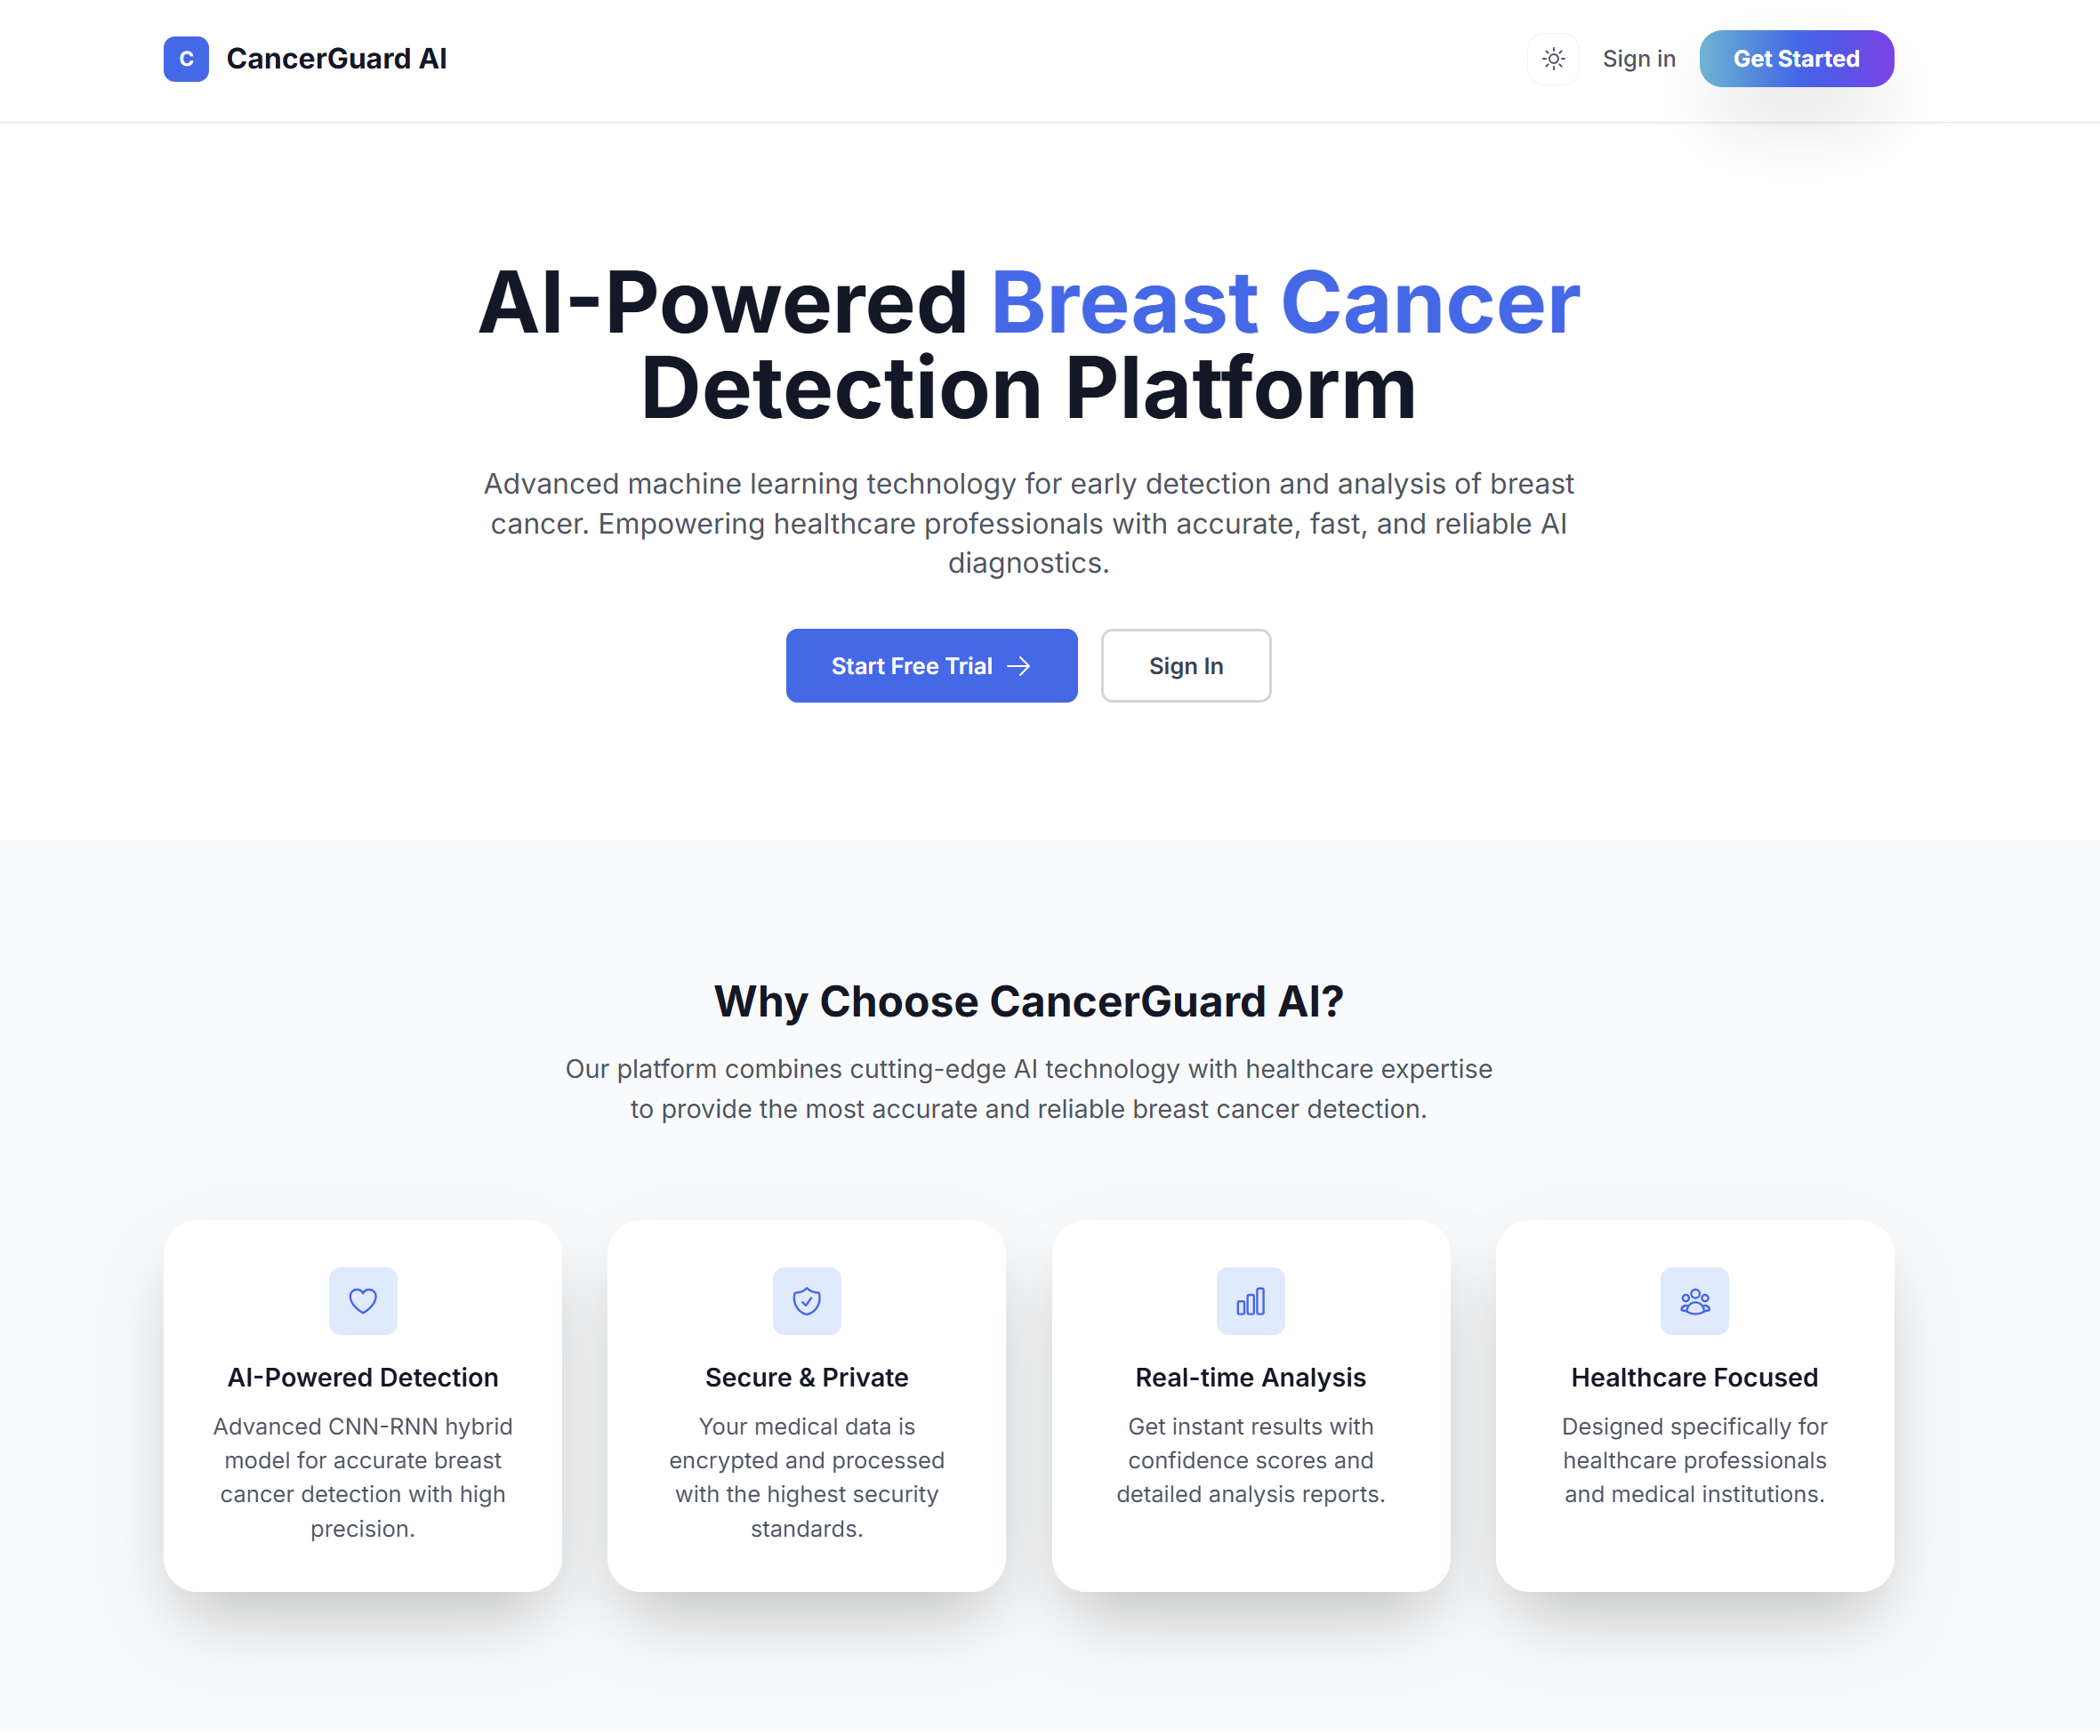 C CancerGuard AI
Sign in
Get Started
AI-Powered Breast Cancer
Detection Platform
Advanced machine learning technology for early detection and analysis of breast
cancer. Empowering healthcare professionals with accurate, fast, and reliable AI
diagnostics.
Start Free Trial
Sign In
Why Choose CancerGuard AI?
Our platform combines cutting-edge AI technology with healthcare expertise
to provide the most accurate and reliable breast cancer detection.
AI-Powered Detection
Advanced CNN-RNN hybrid
model for accurate breast
cancer detection with high
precision.
Secure & Private
Your medical data is
encrypted and processed
with the highest security
standards.
Real-time Analysis
Get instant results with
confidence scores and
detailed analysis reports.
Healthcare Focused
Designed specifically for
healthcare professionals
and medical institutions.